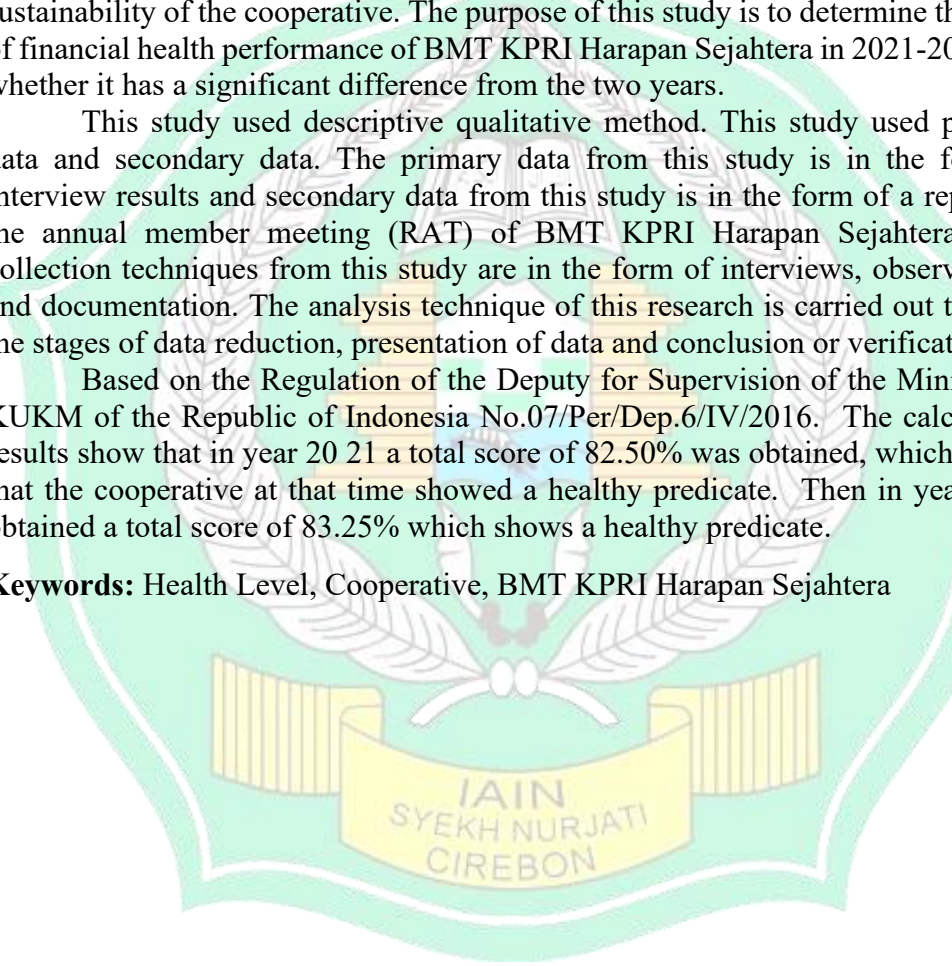 ustainability of the cooperative. The purpose of this study is to determine th
of financial health performance of BMT KPRI Harapan Sejahtera in 2021-20
whether it has a significant difference from the two years.
This study used descriptive qualitative method. This study used p
data and secondary data. The primary data from this study is in the f
nterview results and secondary data from this study is in the form of a rep
he annual member meeting (RAT) of BMT KPRI Harapan Sejahtera
ollection techniques from this study are in the form of interviews, observ
nd documentation. The analysis technique of this research is carried out t
he stages of data reduction, presentation of data and conclusion or verificat
Based on the Regulation of the Deputy for Supervision of the Mini
KUKM of the Republic of Indonesia No.07/Per/Dep.6/IV/2016. The calc
esults show that in year 20 21 a total score of 82.50% was obtained, which
hat the cooperative at that time showed a healthy predicate. Then in yea
obtained a total score of 83.25% which shows a healthy predicate.
Keywords: Health Level, Cooperative, BMT KPRI Harapan Sejahtera
IAIN
SYEKH NURJATI
CIREBON